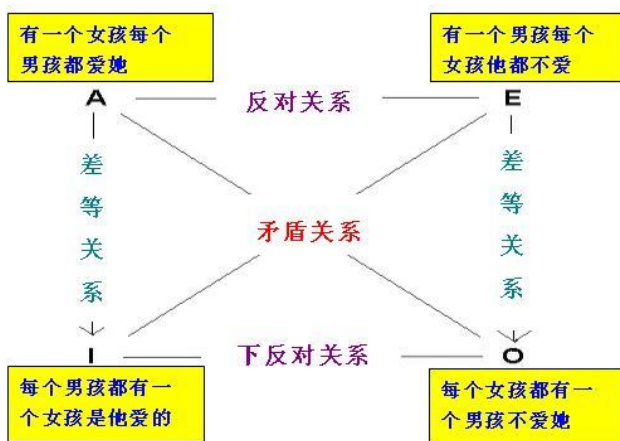 有一个女孩每个
男孩都爱她
有一个男孩每个
女孩他都不爱
A
反对关系
E
差等关系
差等关系
矛盾关系
I
下反对关系
O
每个男孩都有一
个女孩是他爱的
每个女孩都有一
个男孩不爱她